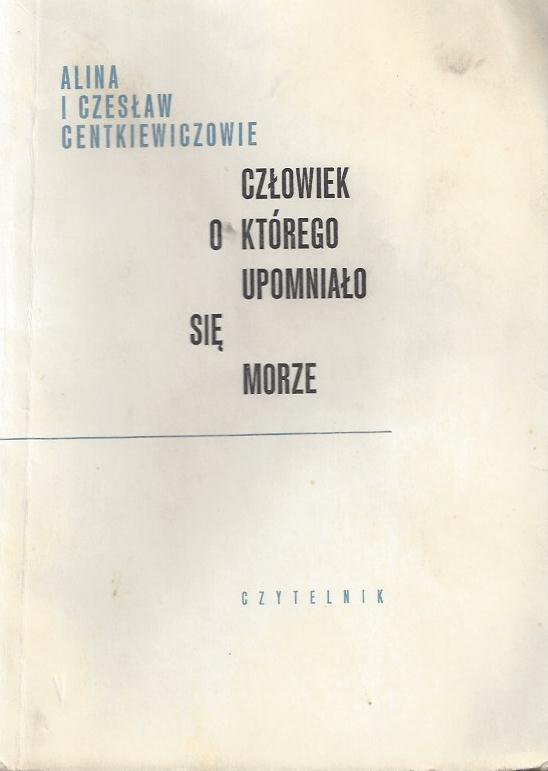 ALINA
I CZESŁAW
CENTKIEWICZOWIE
CZŁOWIEK
O KTÓREGO
UPOMNIAŁO
SIĘ
MORZE
CZYTELNIK